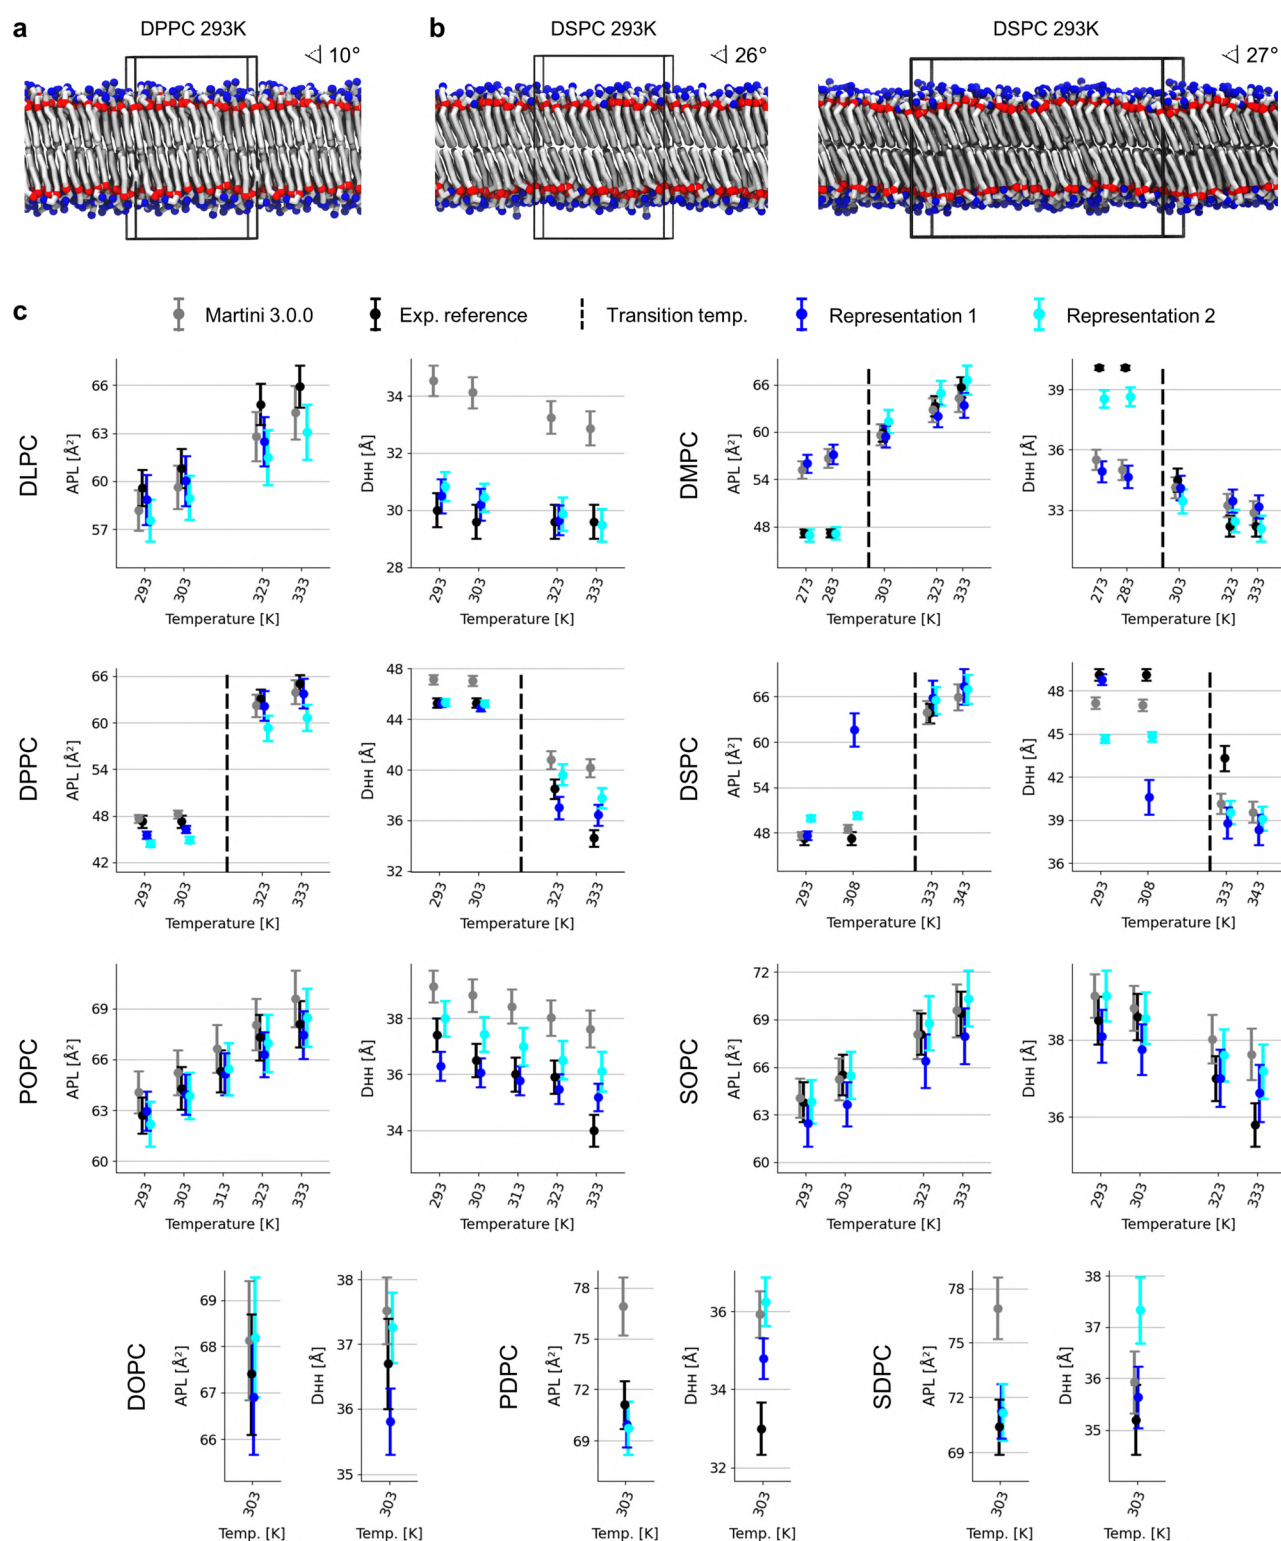 a
DPPC 293K
10°
b
DSPC 293K
26°
DSPC 293K
27°
c
Martini 3.0.0
Exp. reference
Transition temp.
Representation 1
Representation 2
DLPC
APL [Å²]
66
63
60
57
293
303
323
333
Temperature [K]
DHH [Å]
34
32
30
28
293
303
323
333
Temperature [K]
DMPC
APL [Å²]
66
60
54
48
273
283
303
323
333
Temperature [K]
DHH [Å]
39
36
33
273
283
303
323
333
Temperature [K]
DPPC
APL [Å²]
66
60
54
48
42
293
303
323
333
Temperature [K]
DHH [Å]
48
44
40
36
32
293
303
323
333
Temperature [K]
DSPC
APL [Å²]
66
60
54
48
293
308
333
343
Temperature [K]
DHH [Å]
48
45
42
39
36
293
308
333
343
Temperature [K]
POPC
APL [Å²]
69
66
63
60
293
303
313
323
333
Temperature [K]
DHH [Å]
38
36
34
293
303
313
323
333
Temperature [K]
SOPC
APL [Å²]
72
69
66
63
60
293
303
323
333
Temperature [K]
DHH [Å]
38
36
293
303
323
333
Temperature [K]
DOPC
APL [Å²]
69
68
67
66
303
Temp. [K]
DHH [Å]
38
37
36
35
303
Temp. [K]
PDPC
APL [Å²]
78
75
72
69
303
Temp. [K]
DHH [Å]
36
34
32
303
Temp. [K]
SDPC
APL [Å²]
78
75
72
69
303
Temp. [K]
DHH [Å]
38
37
36
35
303
Temp. [K]